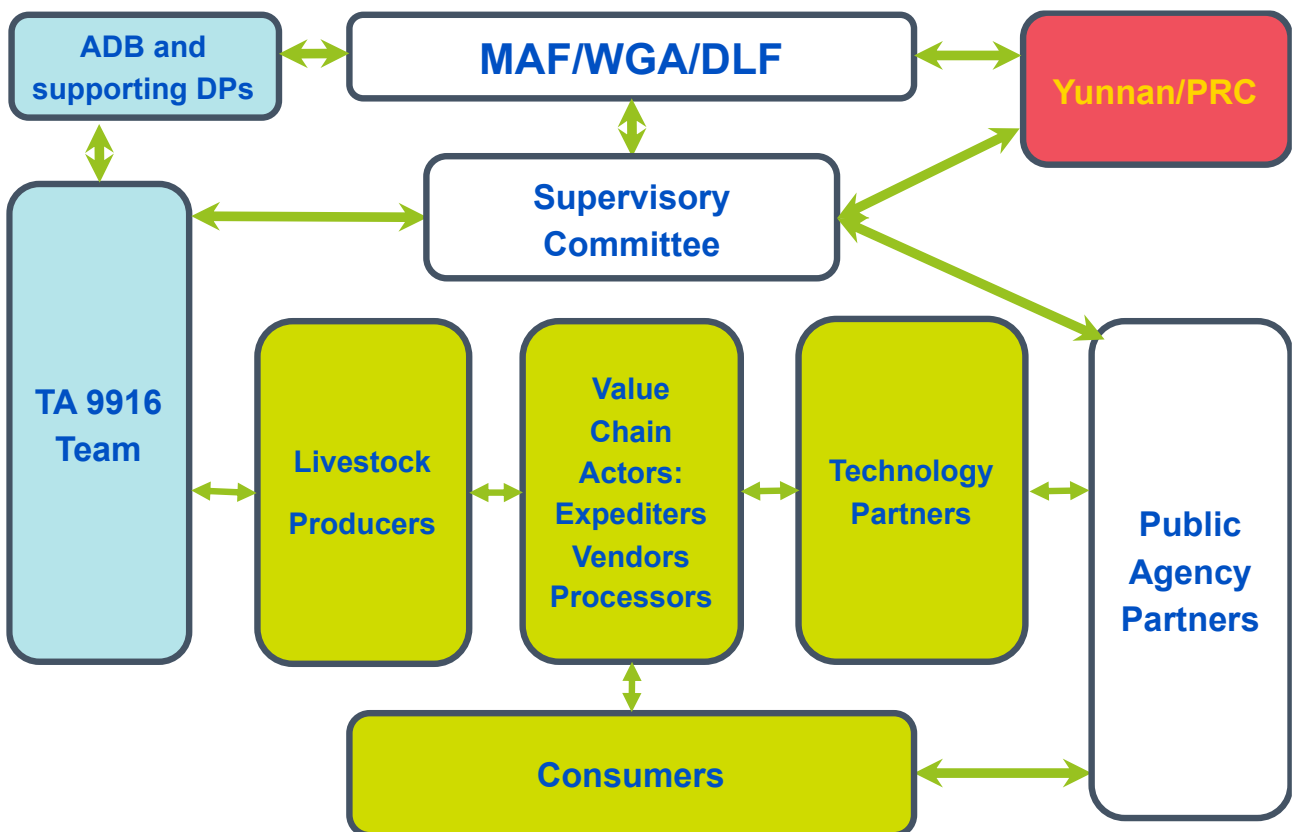 ADB and
supporting DPs
MAF/WGA/DLF
Yunnan/PRC
Supervisory
Committee
TA 9916
Team
Livestock
Producers
Value
Chain
Actors:
Expediters
Vendors
Processors
Technology
Partners
Public
Agency
Partners
Consumers